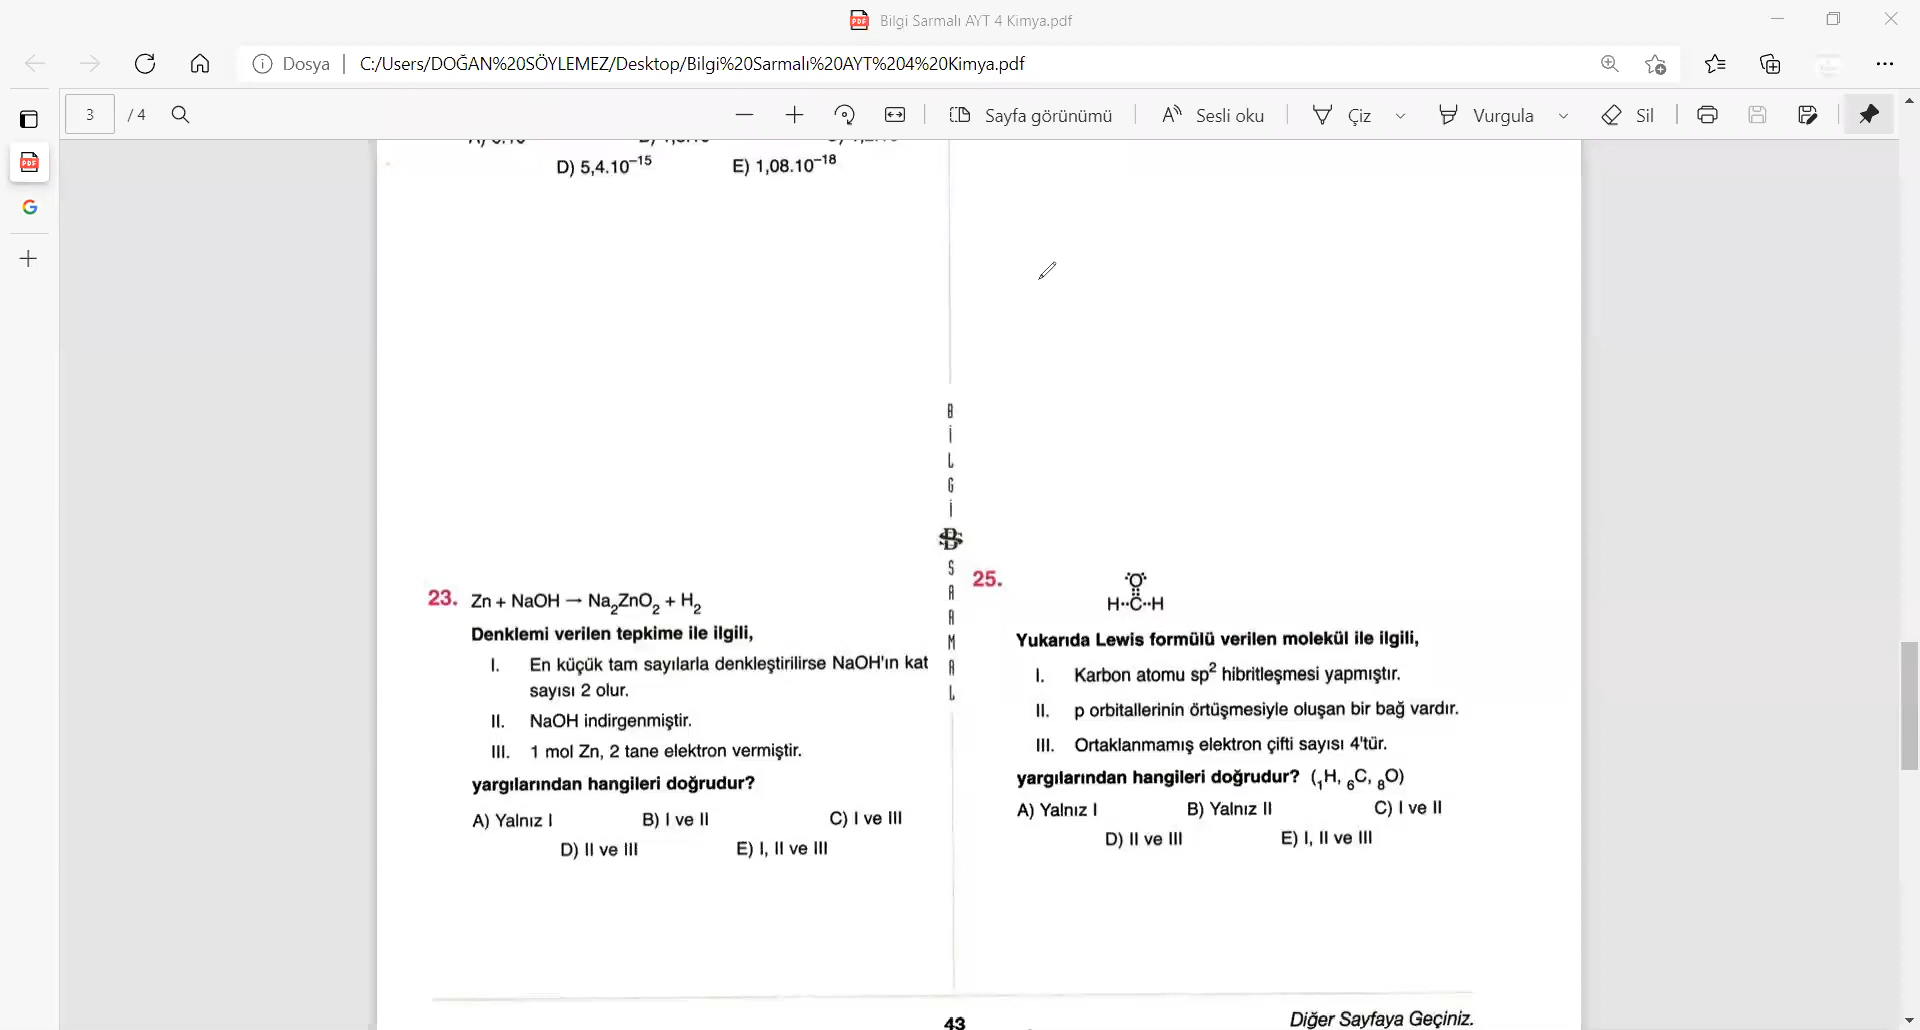 Bilgi Sarmalı AYT 4 Kimya.pdf
Dosya | C:/Users/DOĞAN%20SÖYLEMEZ/Desktop/Bilgi%20Sarmalı%20AYT%204%20Kimya.pdf
3 / 4 Sayfa görünümü Sesli oku Çiz Vurgula Sil
D) 5,4.10⁻¹⁵ E) 1,08.10⁻¹⁸
BİLGİ
SARMAL
23. Zn + NaOH → Na₂ZnO₂ + H₂
Denklemi verilen tepkime ile ilgili,
I. En küçük tam sayılarla denkleştirilirse NaOH'ın kat
sayısı 2 olur.
II. NaOH indirgenmiştir.
III. 1 mol Zn, 2 tane elektron vermiştir.
yargılarından hangileri doğrudur?
A) Yalnız I B) I ve II C) I ve III
D) II ve III E) I, II ve III
25.
O
H··C··H
Yukarıda Lewis formülü verilen molekül ile ilgili,
I. Karbon atomu sp² hibritleşmesi yapmıştır.
II. p orbitallerinin örtüşmesiyle oluşan bir bağ vardır.
III. Ortaklanmamış elektron çifti sayısı 4'tür.
yargılarından hangileri doğrudur? (₁H, ₆C, ₈O)
A) Yalnız I B) Yalnız II C) I ve II
D) II ve III E) I, II ve III
43
Diğer Sayfaya Geçiniz.